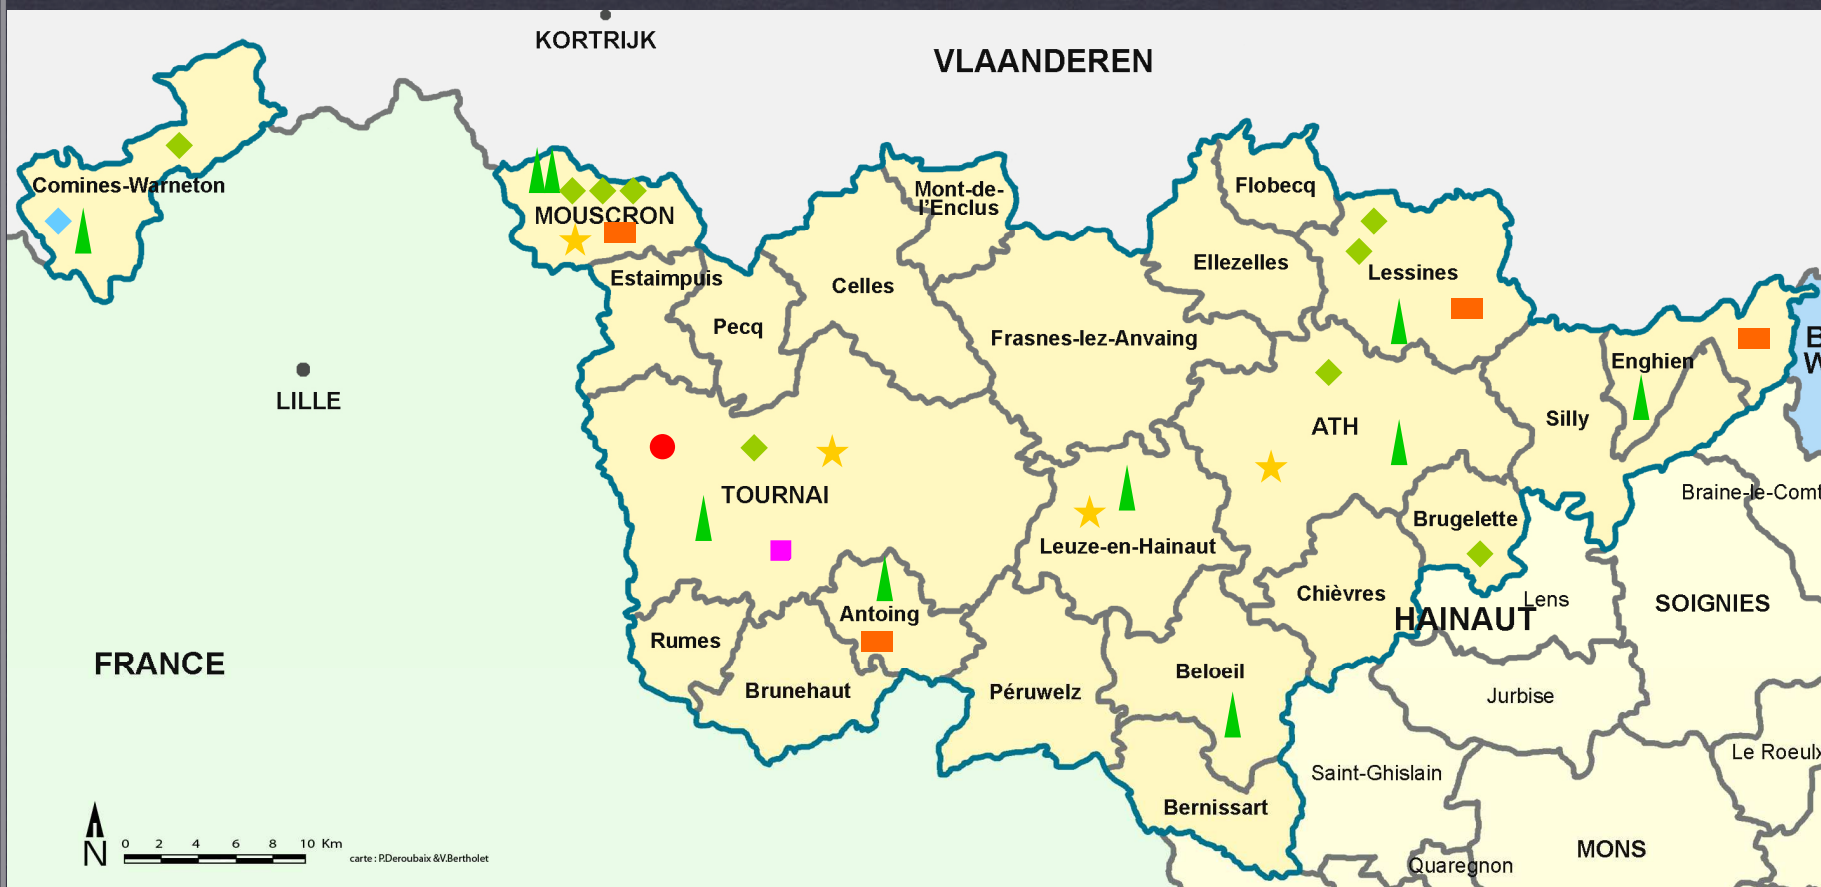 KORTRIJK
VLAANDEREN
Comines-Warneton
MOUSCRON
Mont-de-
l'Enclus
Flobecq
Estaimpuis
Celles
Ellezelles
Lessines
Pecq
Frasnes-lez-Anvaing
B
W
Enghien
LILLE
ATH
Silly
TOURNAI
Braine-le-Comt
Brugelette
Leuze-en-Hainaut
Chièvres
Lens
SOIGNIES
HAINAUT
Antoing
Rumes
FRANCE
Beloeil
Brunehaut
Péruwelz
Jurbise
Le Roeulx
Saint-Ghislain
Bernissart
N
0 2 4 6 8 10 Km
carte : P.Deroubaix &V.Bertholet
MONS
Quaregnon